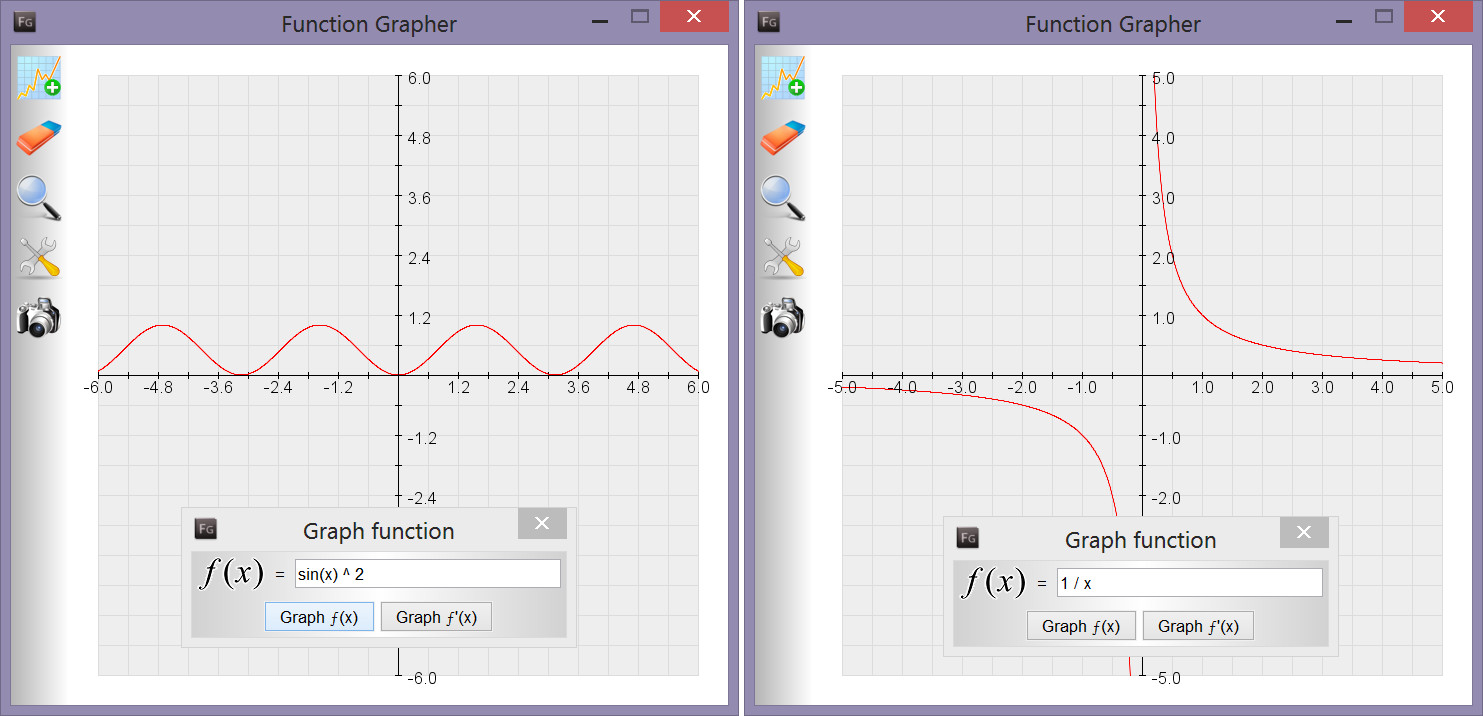 FG Function Grapher
6.0
4.8
3.6
2.4
1.2
-6.0 -4.8 -3.6 -2.4 -1.2 1.2 2.4 3.6 4.8 6.0
-1.2
-2.4
FG Graph function
f(x) = sin(x) ^ 2
Graph f(x) Graph f'(x)
-6.0
FG Function Grapher
5.0
4.0
3.0
2.0
1.0
-5.0 -4.0 -3.0 -2.0 -1.0 1.0 2.0 3.0 4.0 5.0
-1.0
-2.0
FG Graph function
f(x) = 1 / x
Graph f(x) Graph f'(x)
-5.0